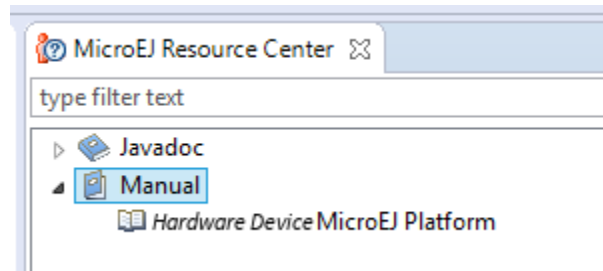 MicroEJ Resource Center
type filter text
Javadoc
Manual
Hardware Device MicroEJ Platform